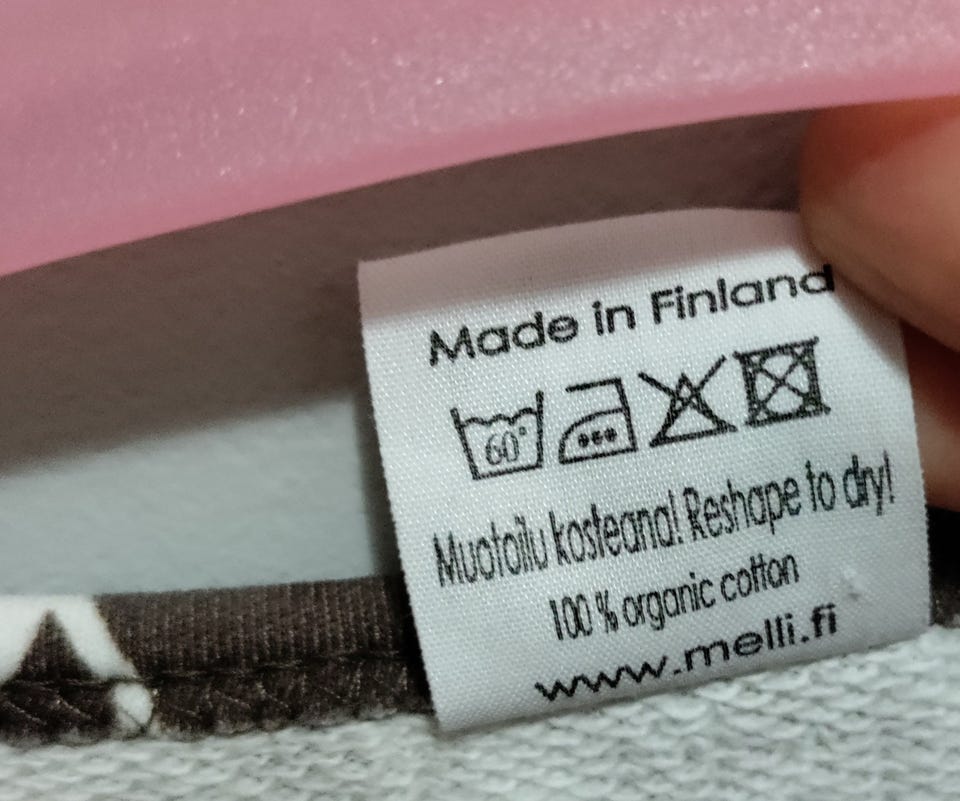 Made in Finland
60°
Muotoilu kosteana! Reshape to dry!
100 % organic cotton
www.melli.fi